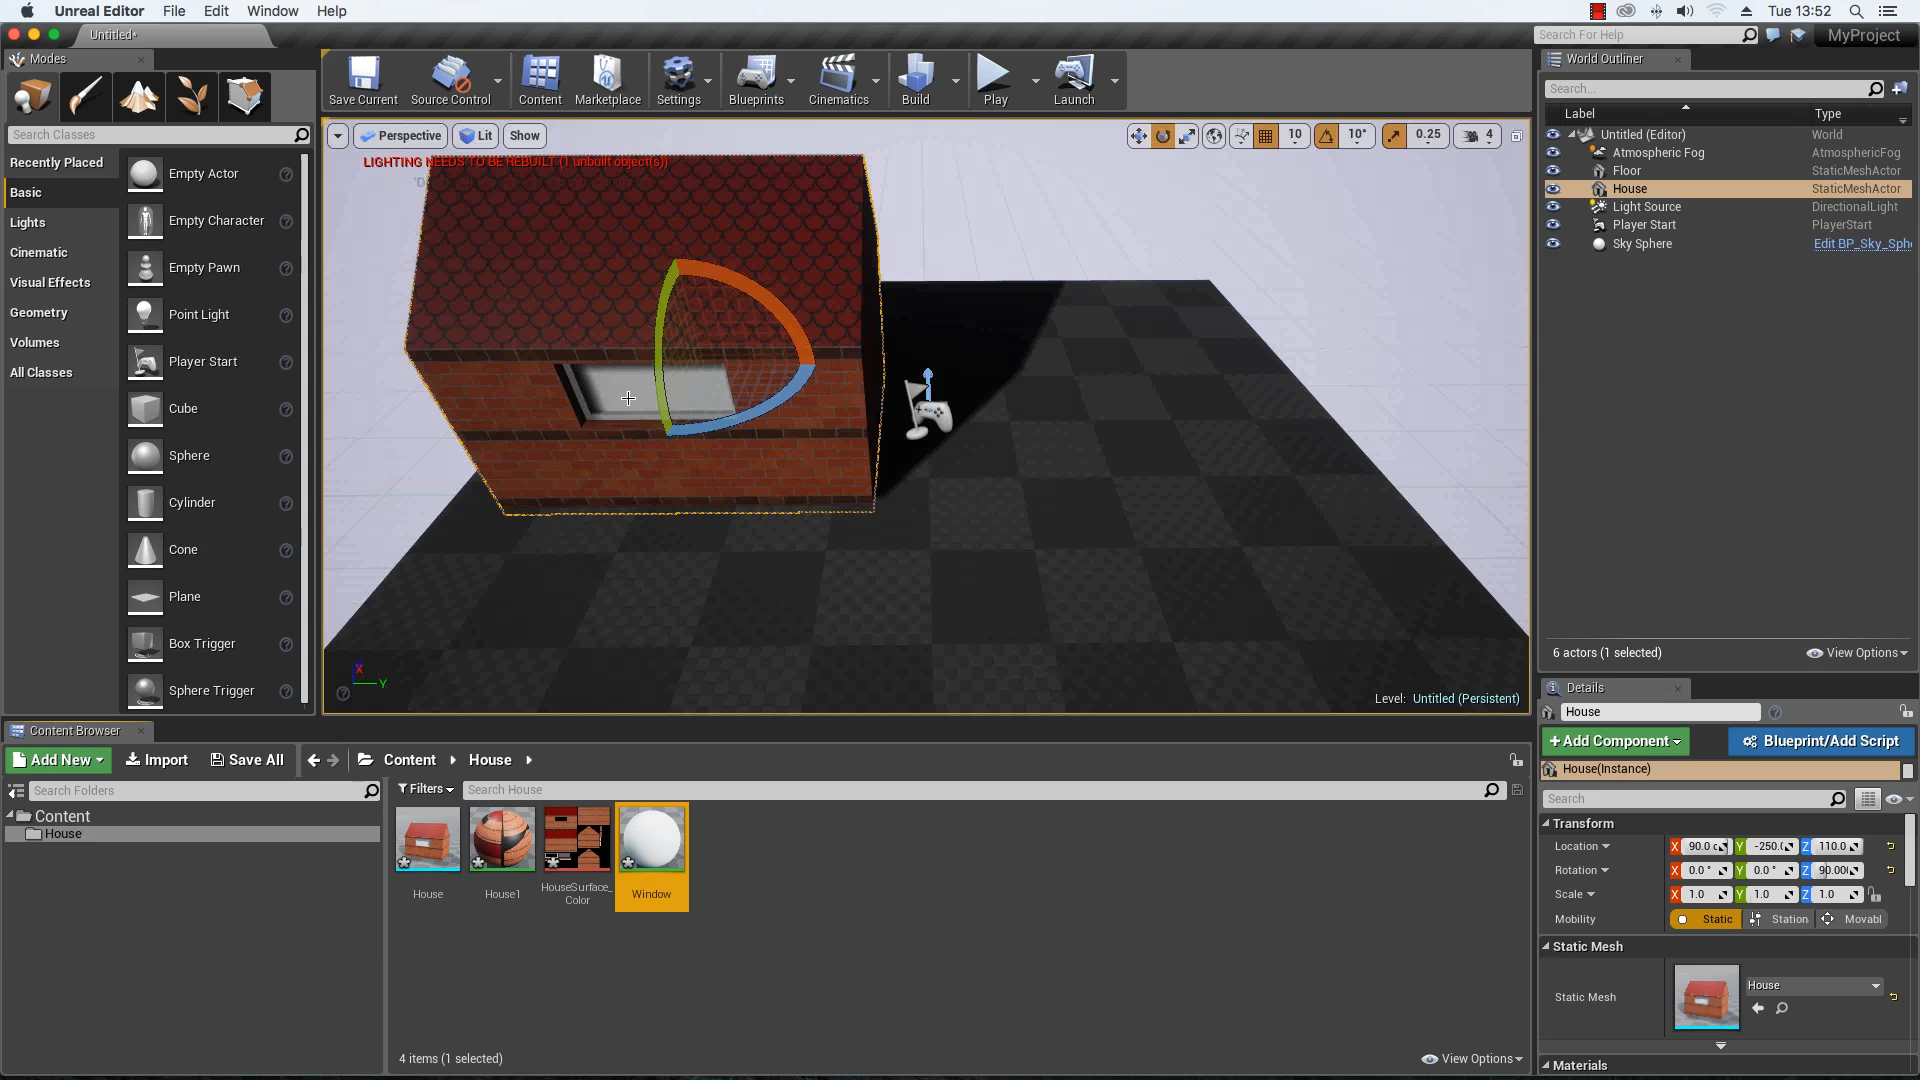 Unreal Editor File Edit Window Help
Tue 13:52
Untitled*
Search For Help
MyProject
Modes
Save Current
Source Control
Content
Marketplace
Settings
Blueprints
Cinematics
Build
Play
Launch
World Outliner
Search Classes
Perspective Lit Show
10 10° 0.25 4
LIGHTING NEEDS TO BE REBUILT (1 unbuilt object(s))
Search...
Label Type
Untitled (Editor) World
Atmospheric Fog AtmosphericFog
Floor StaticMeshActor
House StaticMeshActor
Light Source DirectionalLight
Player Start PlayerStart
Sky Sphere Edit BP_Sky_Sph
6 actors (1 selected)
View Options
Recently Placed
Basic
Lights
Cinematic
Visual Effects
Geometry
Volumes
All Classes
Empty Actor
Empty Character
Empty Pawn
Point Light
Player Start
Cube
Sphere
Cylinder
Cone
Plane
Box Trigger
Sphere Trigger
X
Y
Level: Untitled (Persistent)
Content Browser
Add New Import Save All Content House
Search Folders
Content
House
Filters Search House
House
House1
HouseSurface_
Color
Window
4 items (1 selected)
View Options
Details
House
+Add Component
Blueprint/Add Script
House(Instance)
Search
Transform
Location X 90.0 Y -250.0 Z 110.0
Rotation X 0.0 ° Y 0.0 ° Z 90.00
Scale X 1.0 Y 1.0 Z 1.0
Mobility Static Station Movabl
Static Mesh
Static Mesh House
Materials